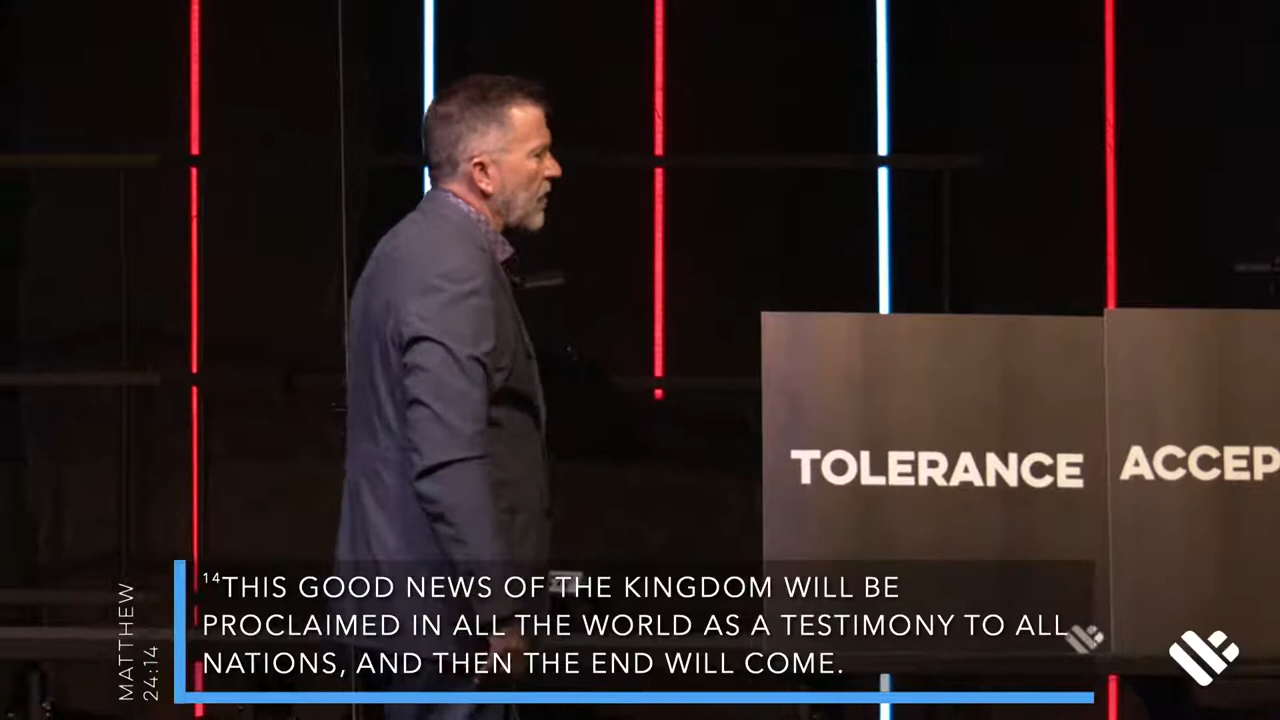 TOLERANCE
ACCEP
14THIS GOOD NEWS OF THE KINGDOM WILL BE
PROCLAIMED IN ALL THE WORLD AS A TESTIMONY TO ALL
NATIONS, AND THEN THE END WILL COME.
MATTHEW
24:14